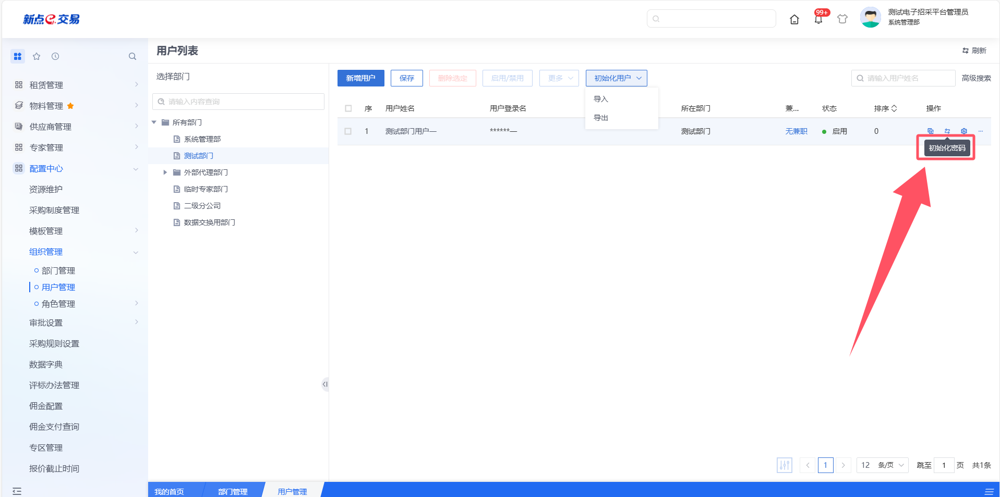 新点e交易
99+
测试电子招采平台管理员
系统管理部
租赁管理
物料管理
供应商管理
专家管理
配置中心
资源维护
采购制度管理
模板管理
组织管理
部门管理
用户管理
角色管理
审批设置
采购规则设置
数据字典
评标办法管理
佣金配置
佣金支付查询
专区管理
报价截止时间
用户列表
刷新
选择部门
请输入内容查询
所有部门
系统管理部
测试部门
外部代理部门
临时专家部门
二级分公司
数据交换用部门
新增用户 保存 删除选定 启用/禁用 更多 初始化用户
请输入用户姓名 高级搜索
导入
导出
序 用户姓名 用户登录名 所在部门 兼... 状态 排序 操作
1 测试部门用户一 ******一 测试部门 无兼职 启用 0 ...
初始化密码
1 12 条/页 跳至 1 页 共1条
我的首页 部门管理 用户管理